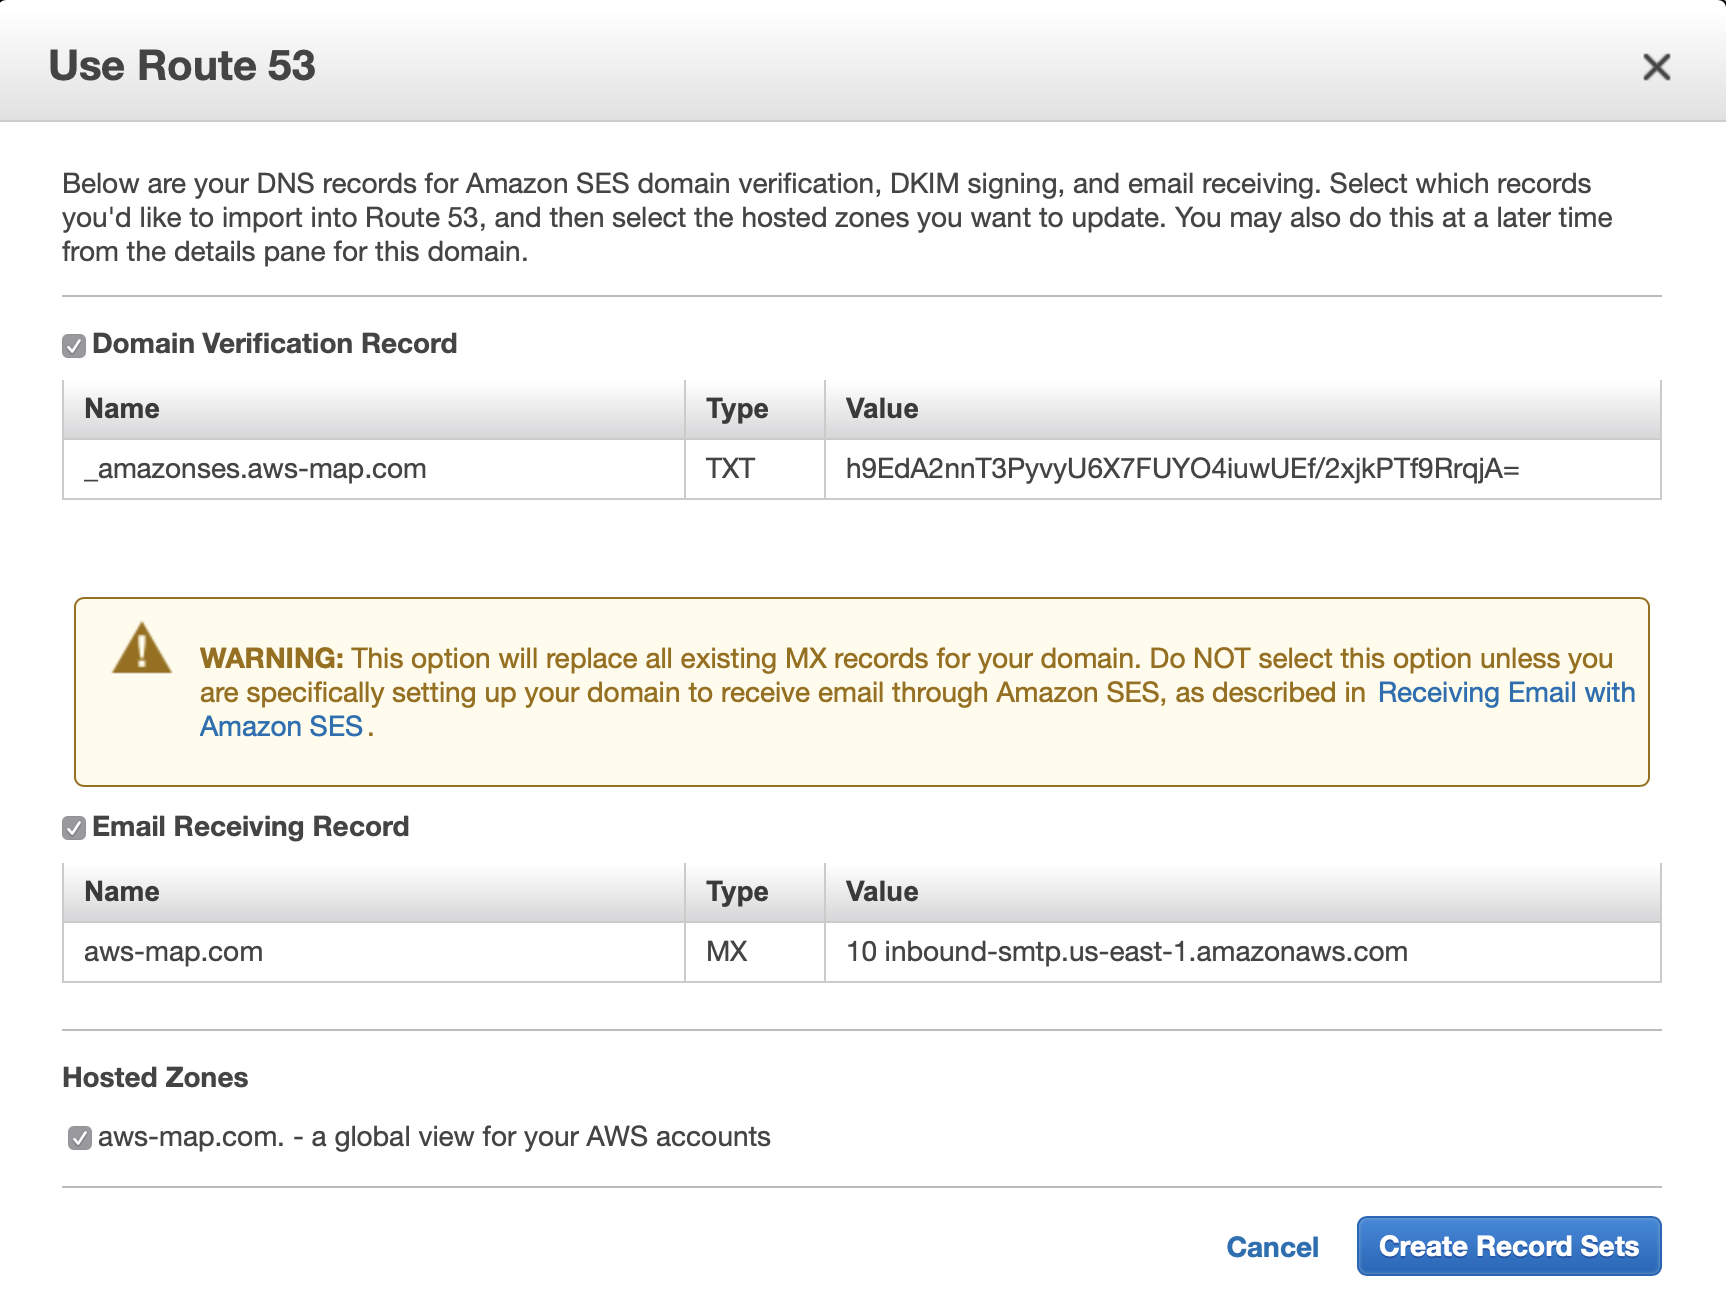 Use Route 53
Below are your DNS records for Amazon SES domain verification, DKIM signing, and email receiving. Select which records
you'd like to import into Route 53, and then select the hosted zones you want to update. You may also do this at a later time
from the details pane for this domain.
Domain Verification Record
Name Type Value
_amazonses.aws-map.com TXT h9EdA2nnT3PyvyU6X7FUYO4iuwUEf/2xjkPTf9RrqjA=
WARNING: This option will replace all existing MX records for your domain. Do NOT select this option unless you
are specifically setting up your domain to receive email through Amazon SES, as described in Receiving Email with
Amazon SES .
Email Receiving Record
Name Type Value
aws-map.com MX 10 inbound-smtp.us-east-1.amazonaws.com
Hosted Zones
aws-map.com. - a global view for your AWS accounts
Cancel Create Record Sets